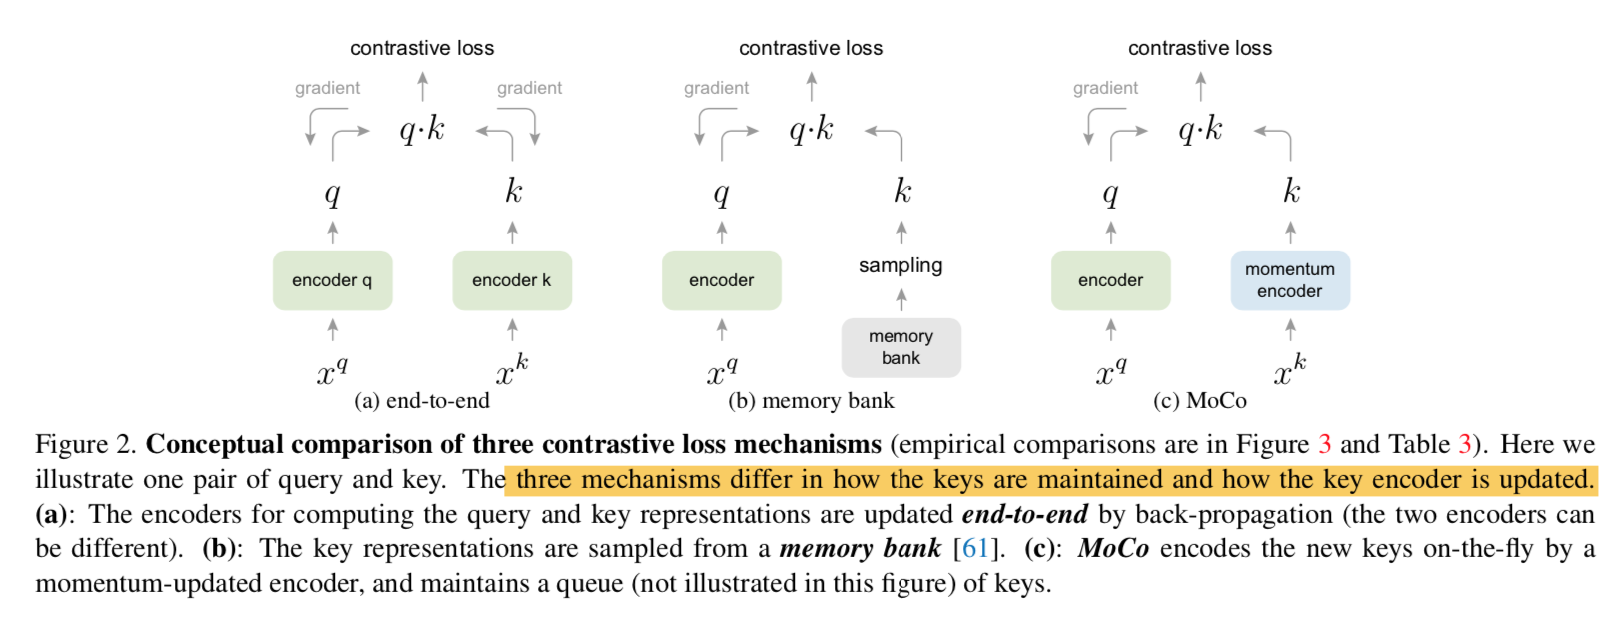 contrastive loss contrastive loss contrastive loss
gradient gradient gradient gradient
q·k q·k q·k
q k q k q k
encoder q encoder k encoder sampling encoder momentum encoder
memory bank
x^q x^k x^q x^q x^k
(a) end-to-end (b) memory bank (c) MoCo
Figure 2. Conceptual comparison of three contrastive loss mechanisms (empirical comparisons are in Figure 3 and Table 3). Here we
illustrate one pair of query and key. The three mechanisms differ in how the keys are maintained and how the key encoder is updated.
(a): The encoders for computing the query and key representations are updated end-to-end by back-propagation (the two encoders can
be different). (b): The key representations are sampled from a memory bank [61]. (c): MoCo encodes the new keys on-the-fly by a
momentum-updated encoder, and maintains a queue (not illustrated in this figure) of keys.